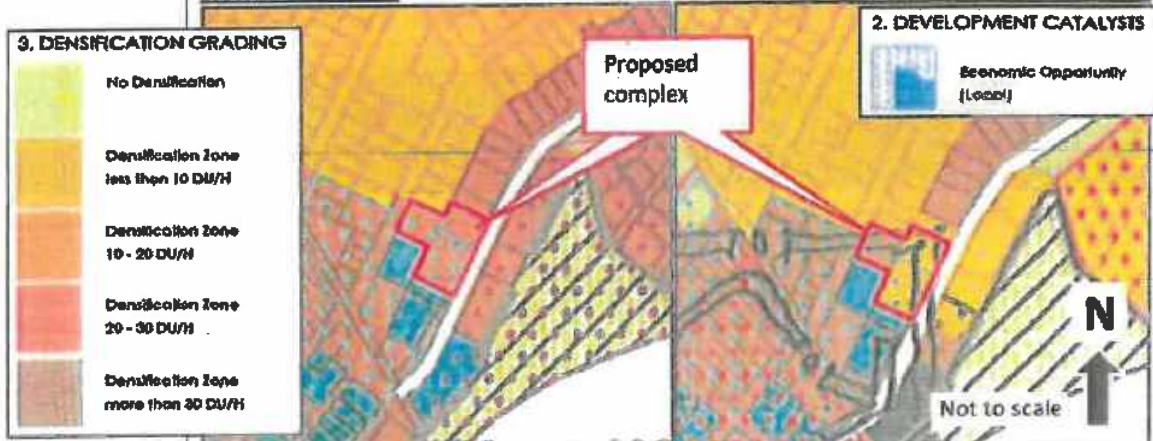 3. DENSIFICATION GRADING
No Densification
Densification Zone
less than 10 DU/H
Densification Zone
10 - 20 DU/H
Densification Zone
20 - 30 DU/H
Densification Zone
more than 30 DU/H
Proposed
complex
2. DEVELOPMENT CATALYSTS
Economic Opportunity
(Local)
N
Not to scale